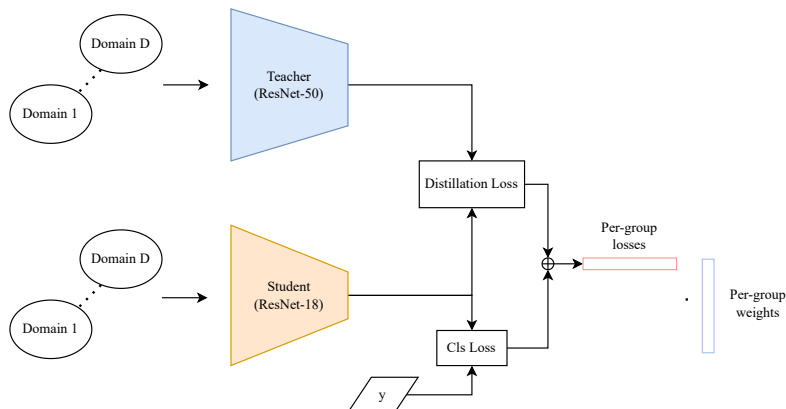 Domain D
Domain 1
Teacher
(ResNet-50)
Distillation Loss
Domain D
Domain 1
Student
(ResNet-18)
Cls Loss
y
Per-group
losses
Per-group
weights